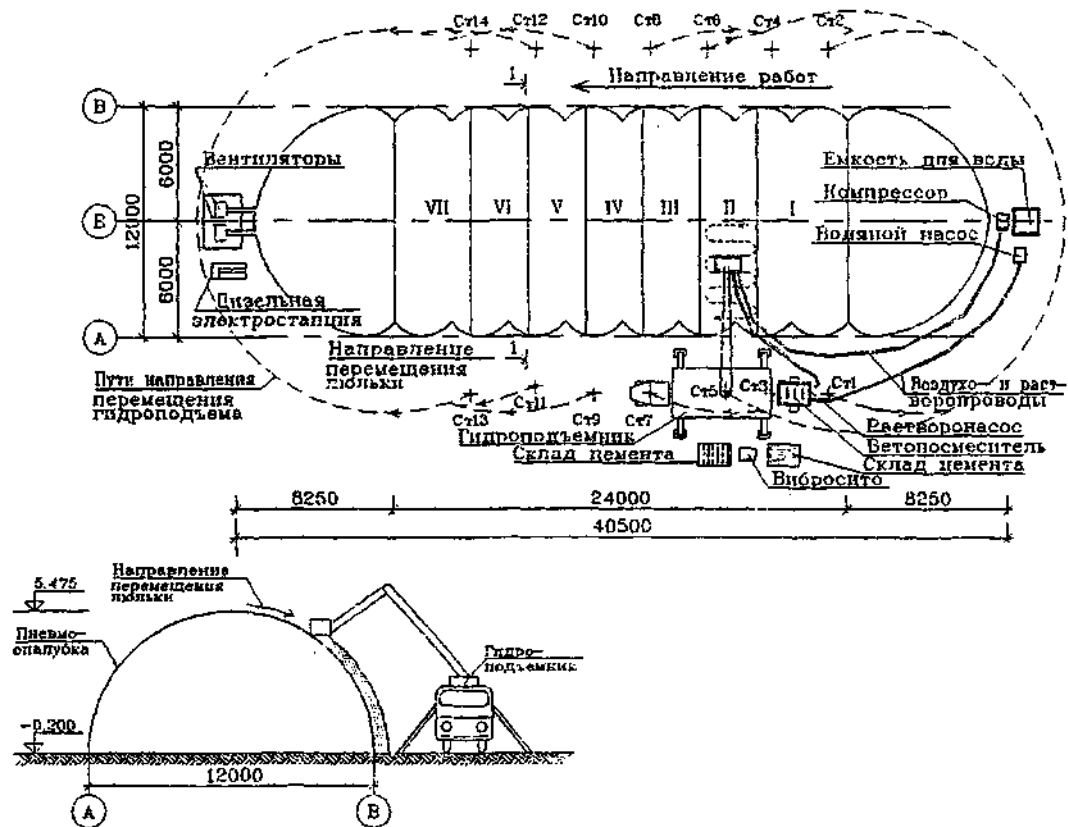 Ст14 Ст12 Ст10 Ст8 Ст6 Ст4 Ст2
1
Направление работ
В
Вентиляторы
Емкость для воды
Компрессор
6000
12000
Б
VII VI V IV III II I
Водяной насос
6000
Дизельная
электростанция
А
Направление
перемещения
люльки
1
Пути направления
перемещения
гидроподъема
Воздухо- и раст-
воропроводы
Ст13 Ст11 Ст9 Ст7 Ст5 Ст3 Ст1
Растворонасос
Гидроподъемник
Бетоносмеситель
Склад цемента
Склад цемента
Вибросито
8250 24000 8250
40500
Направление
перемещения
люльки
5.475
Пневмо-
опалубка
Гидро-
подъемник
-0.200
12000
А В